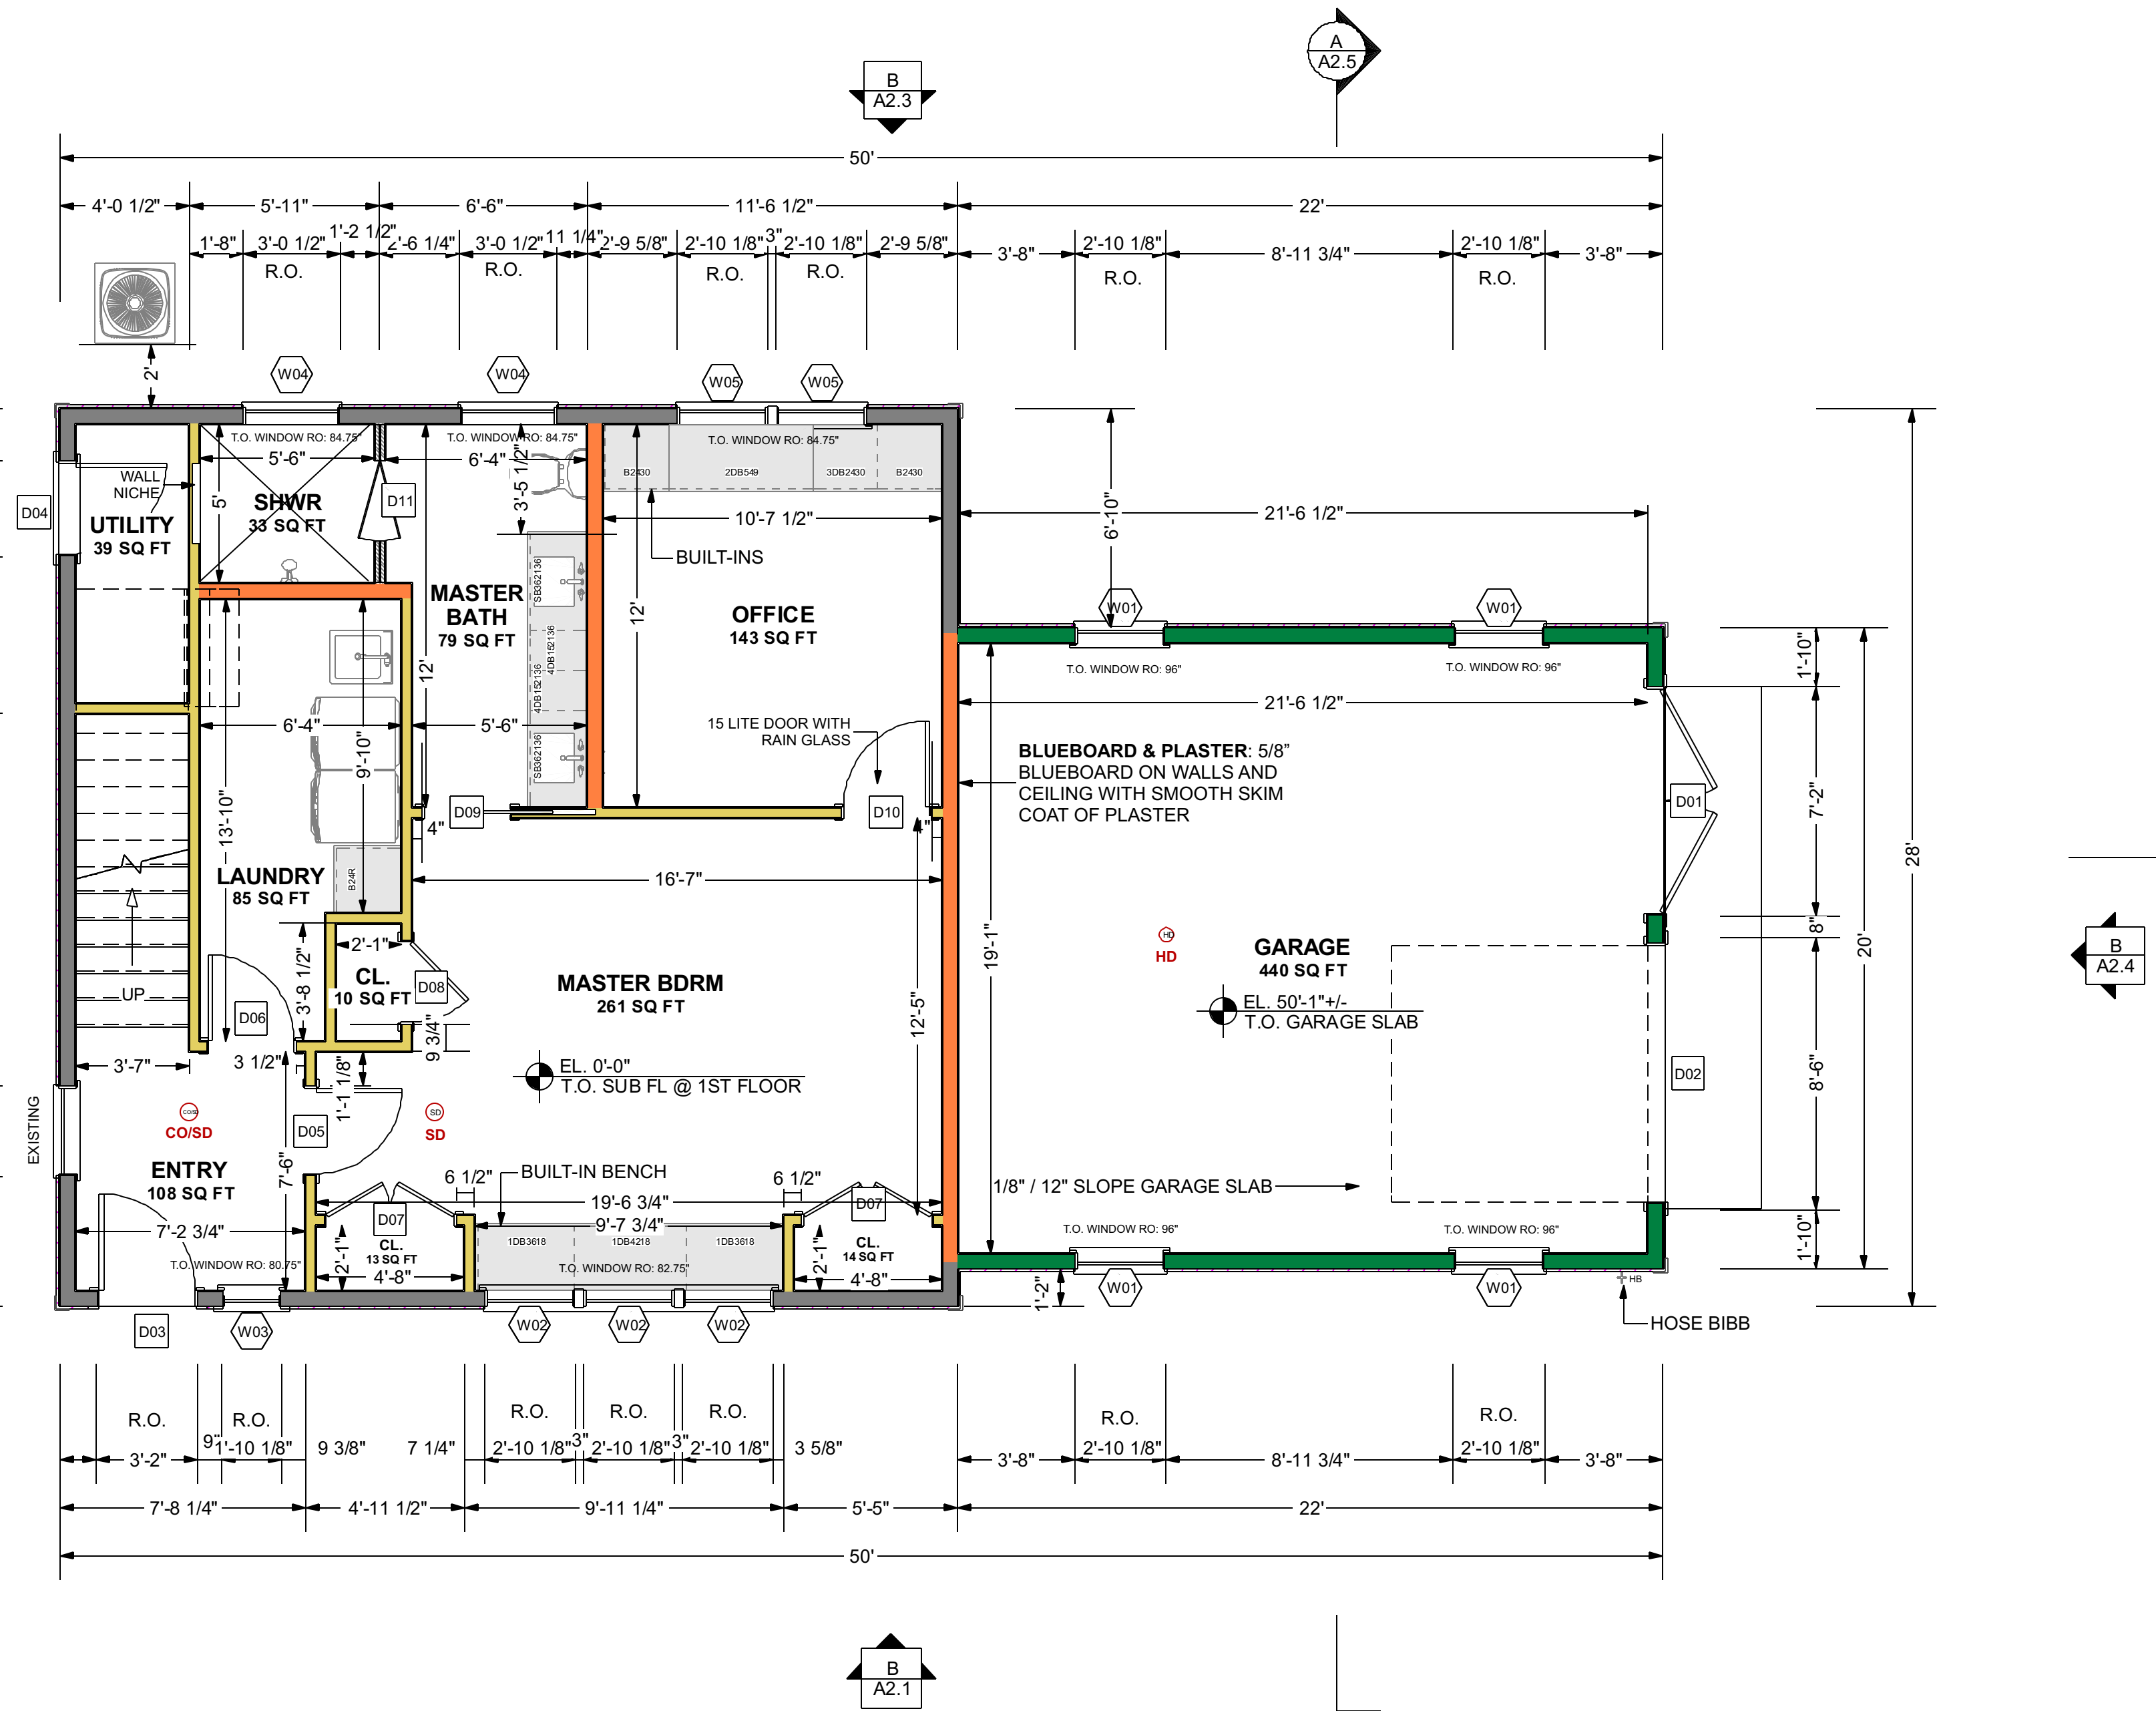 A
A2.5
B
A2.3
50'
4'-0 1/2"
5'-11"
6'-6"
11'-6 1/2"
22'
1'-8"
3'-0 1/2"
1'-2 1/2"
2'-6 1/4"
3'-0 1/2"
11 1/4"
2'-9 5/8"
2'-10 1/8"
3"
2'-10 1/8"
2'-9 5/8"
3'-8"
2'-10 1/8"
8'-11 3/4"
2'-10 1/8"
3'-8"
R.O.
R.O.
R.O.
R.O.
R.O.
R.O.
2'
W04
W04
W05
W05
T.O. WINDOW RO: 84.75"
T.O. WINDOW RO: 84.75"
T.O. WINDOW RO: 84.75"
5'-6"
6'-4"
3'-5 1/2"
B2430
2DB549
3DB2430
B2430
WALL
NICHE
D04
UTILITY
39 SQ FT
5'
SHWR
33 SQ FT
D11
10'-7 1/2"
BUILT-INS
6'-10"
21'-6 1/2"
SB362136
4DB152136
4DB152136
SB362136
MASTER
BATH
79 SQ FT
12'
12'
OFFICE
143 SQ FT
W01
W01
T.O. WINDOW RO: 96"
T.O. WINDOW RO: 96"
21'-6 1/2"
1'-10"
6'-4"
9'-10"
5'-6"
15 LITE DOOR WITH
RAIN GLASS
BLUEBOARD & PLASTER: 5/8”
BLUEBOARD ON WALLS AND
CEILING WITH SMOOTH SKIM
COAT OF PLASTER
D01
7'-2"
28'
13'-10"
D09
4"
D10
4"
LAUNDRY
85 SQ FT
B24R
16'-7"
8"
20'
19'-1"
HD
HD
GARAGE
440 SQ FT
B
A2.4
2'-1"
CL.
10 SQ FT
3'-8 1/2"
D08
MASTER BDRM
261 SQ FT
12'-5"
UP
D06
9 3/4"
EL. 50'-1"+/-
T.O. GARAGE SLAB
3'-7"
3 1/2"
1'-1 1/8"
EL. 0'-0"
T.O. SUB FL @ 1ST FLOOR
D02
8'-6"
EXISTING
CO/SD
CO/SD
D05
SD
SD
ENTRY
108 SQ FT
7'-6"
6 1/2"
BUILT-IN BENCH
6 1/2"
1/8" / 12" SLOPE GARAGE SLAB
19'-6 3/4"
D07
D07
9'-7 3/4"
7'-2 3/4"
T.O. WINDOW RO: 80.75"
2'-1"
CL.
13 SQ FT
4'-8"
1DB3618
1DB4218
1DB3618
T.O. WINDOW RO: 82.75"
2'-1"
CL.
14 SQ FT
4'-8"
T.O. WINDOW RO: 96"
T.O. WINDOW RO: 96"
1'-10"
1'-2"
HB
HOSE BIBB
D03
W03
W02
W02
W02
W01
W01
R.O.
R.O.
R.O.
R.O.
R.O.
R.O.
R.O.
3'-2"
9"
1'-10 1/8"
9 3/8"
7 1/4"
2'-10 1/8"
3"
2'-10 1/8"
3"
2'-10 1/8"
3 5/8"
3'-8"
2'-10 1/8"
8'-11 3/4"
2'-10 1/8"
3'-8"
7'-8 1/4"
4'-11 1/2"
9'-11 1/4"
5'-5"
22'
50'
B
A2.1